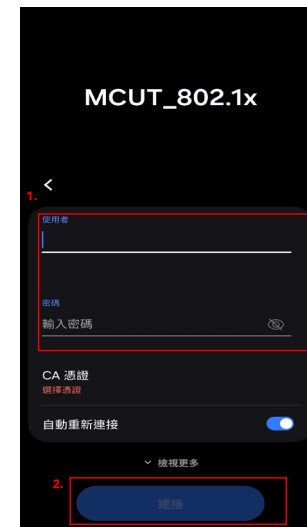 MCUT_802.1x
1.
使用者
密碼
輸入密碼
CA 憑證
選擇憑證
自動重新連接
檢視更多
2.
連接